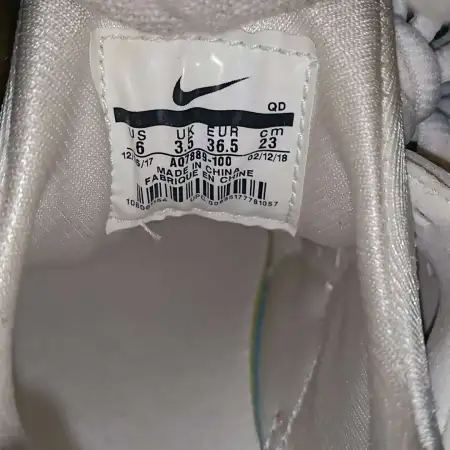 QD
US UK EUR cm
6 3.5 36.5 23
AQ7889-100 02/12/18
MADE IN CHINA
FABRIQUE EN CHINE